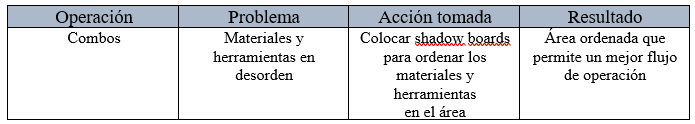 Operación Problema Acción tomada Resultado
Combos Materiales y Colocar shadow boards Área ordenada que
herramientas en para ordenar los permite un mejor flujo
desorden materiales y de operación
herramientas
en el área